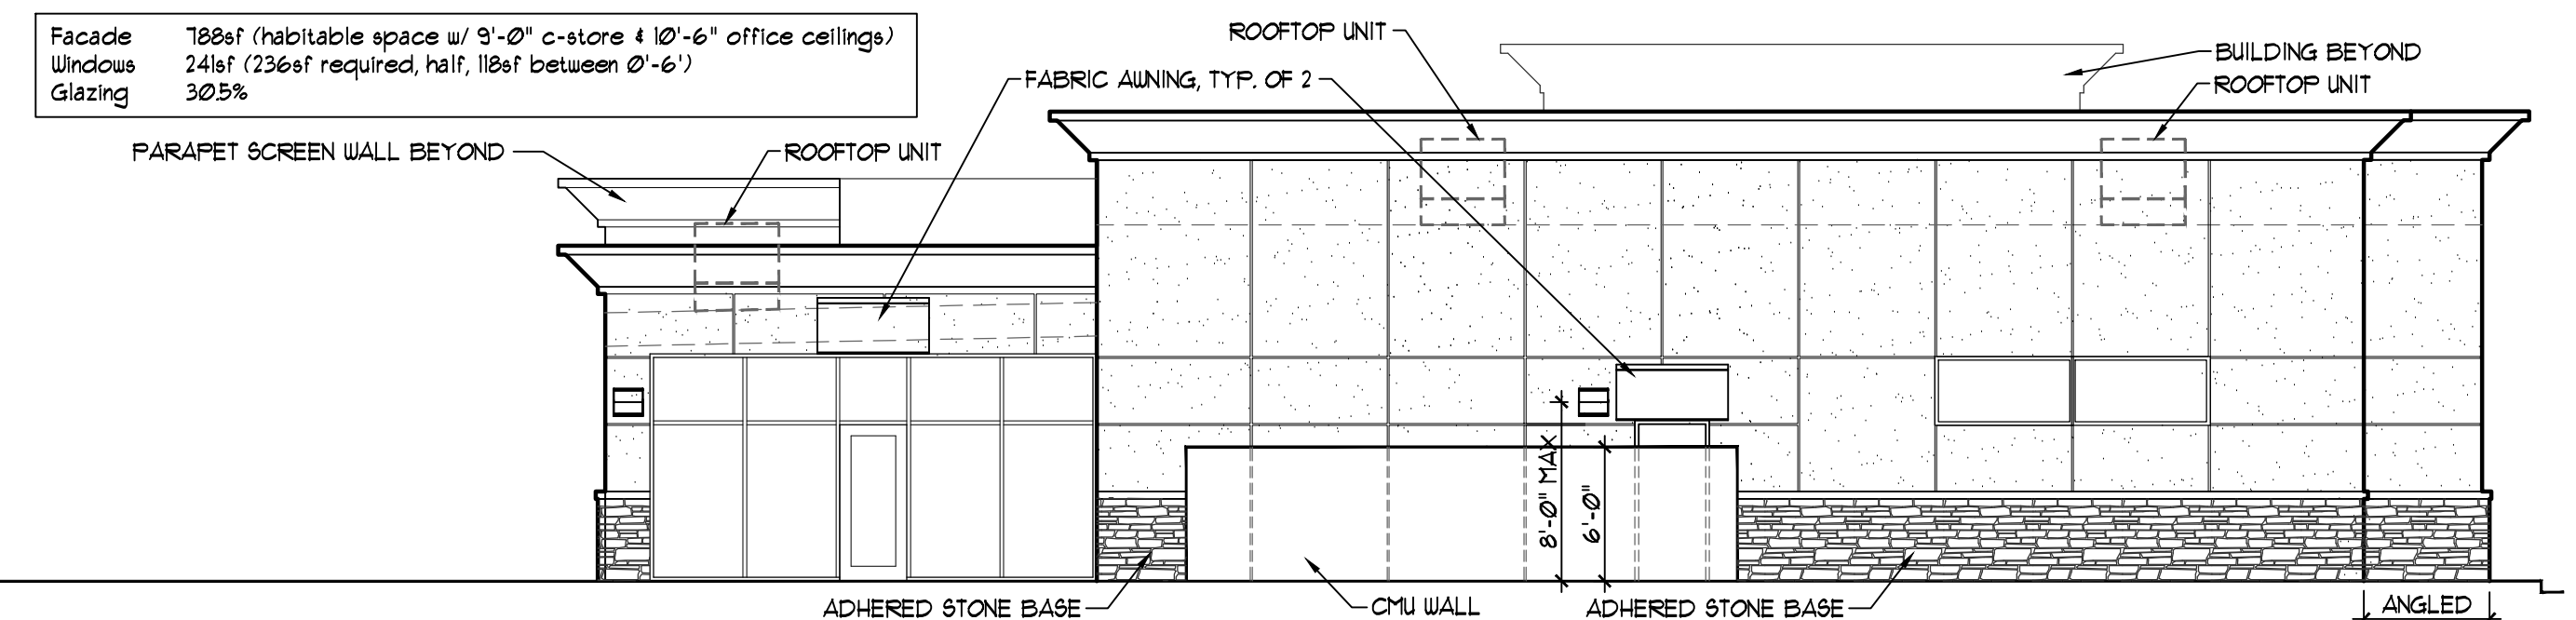 Facade 788sf (habitable space w/ 9'-0" c-store & 10'-6" office ceilings)
Windows 241sf (236sf required, half, 118sf between 0'-6')
Glazing 30.5%
ROOFTOP UNIT
BUILDING BEYOND
FABRIC AWNING, TYP. OF 2
ROOFTOP UNIT
PARAPET SCREEN WALL BEYOND
ROOFTOP UNIT
8'-0" MAX
6'-0"
ADHERED STONE BASE
CMU WALL
ADHERED STONE BASE
ANGLED